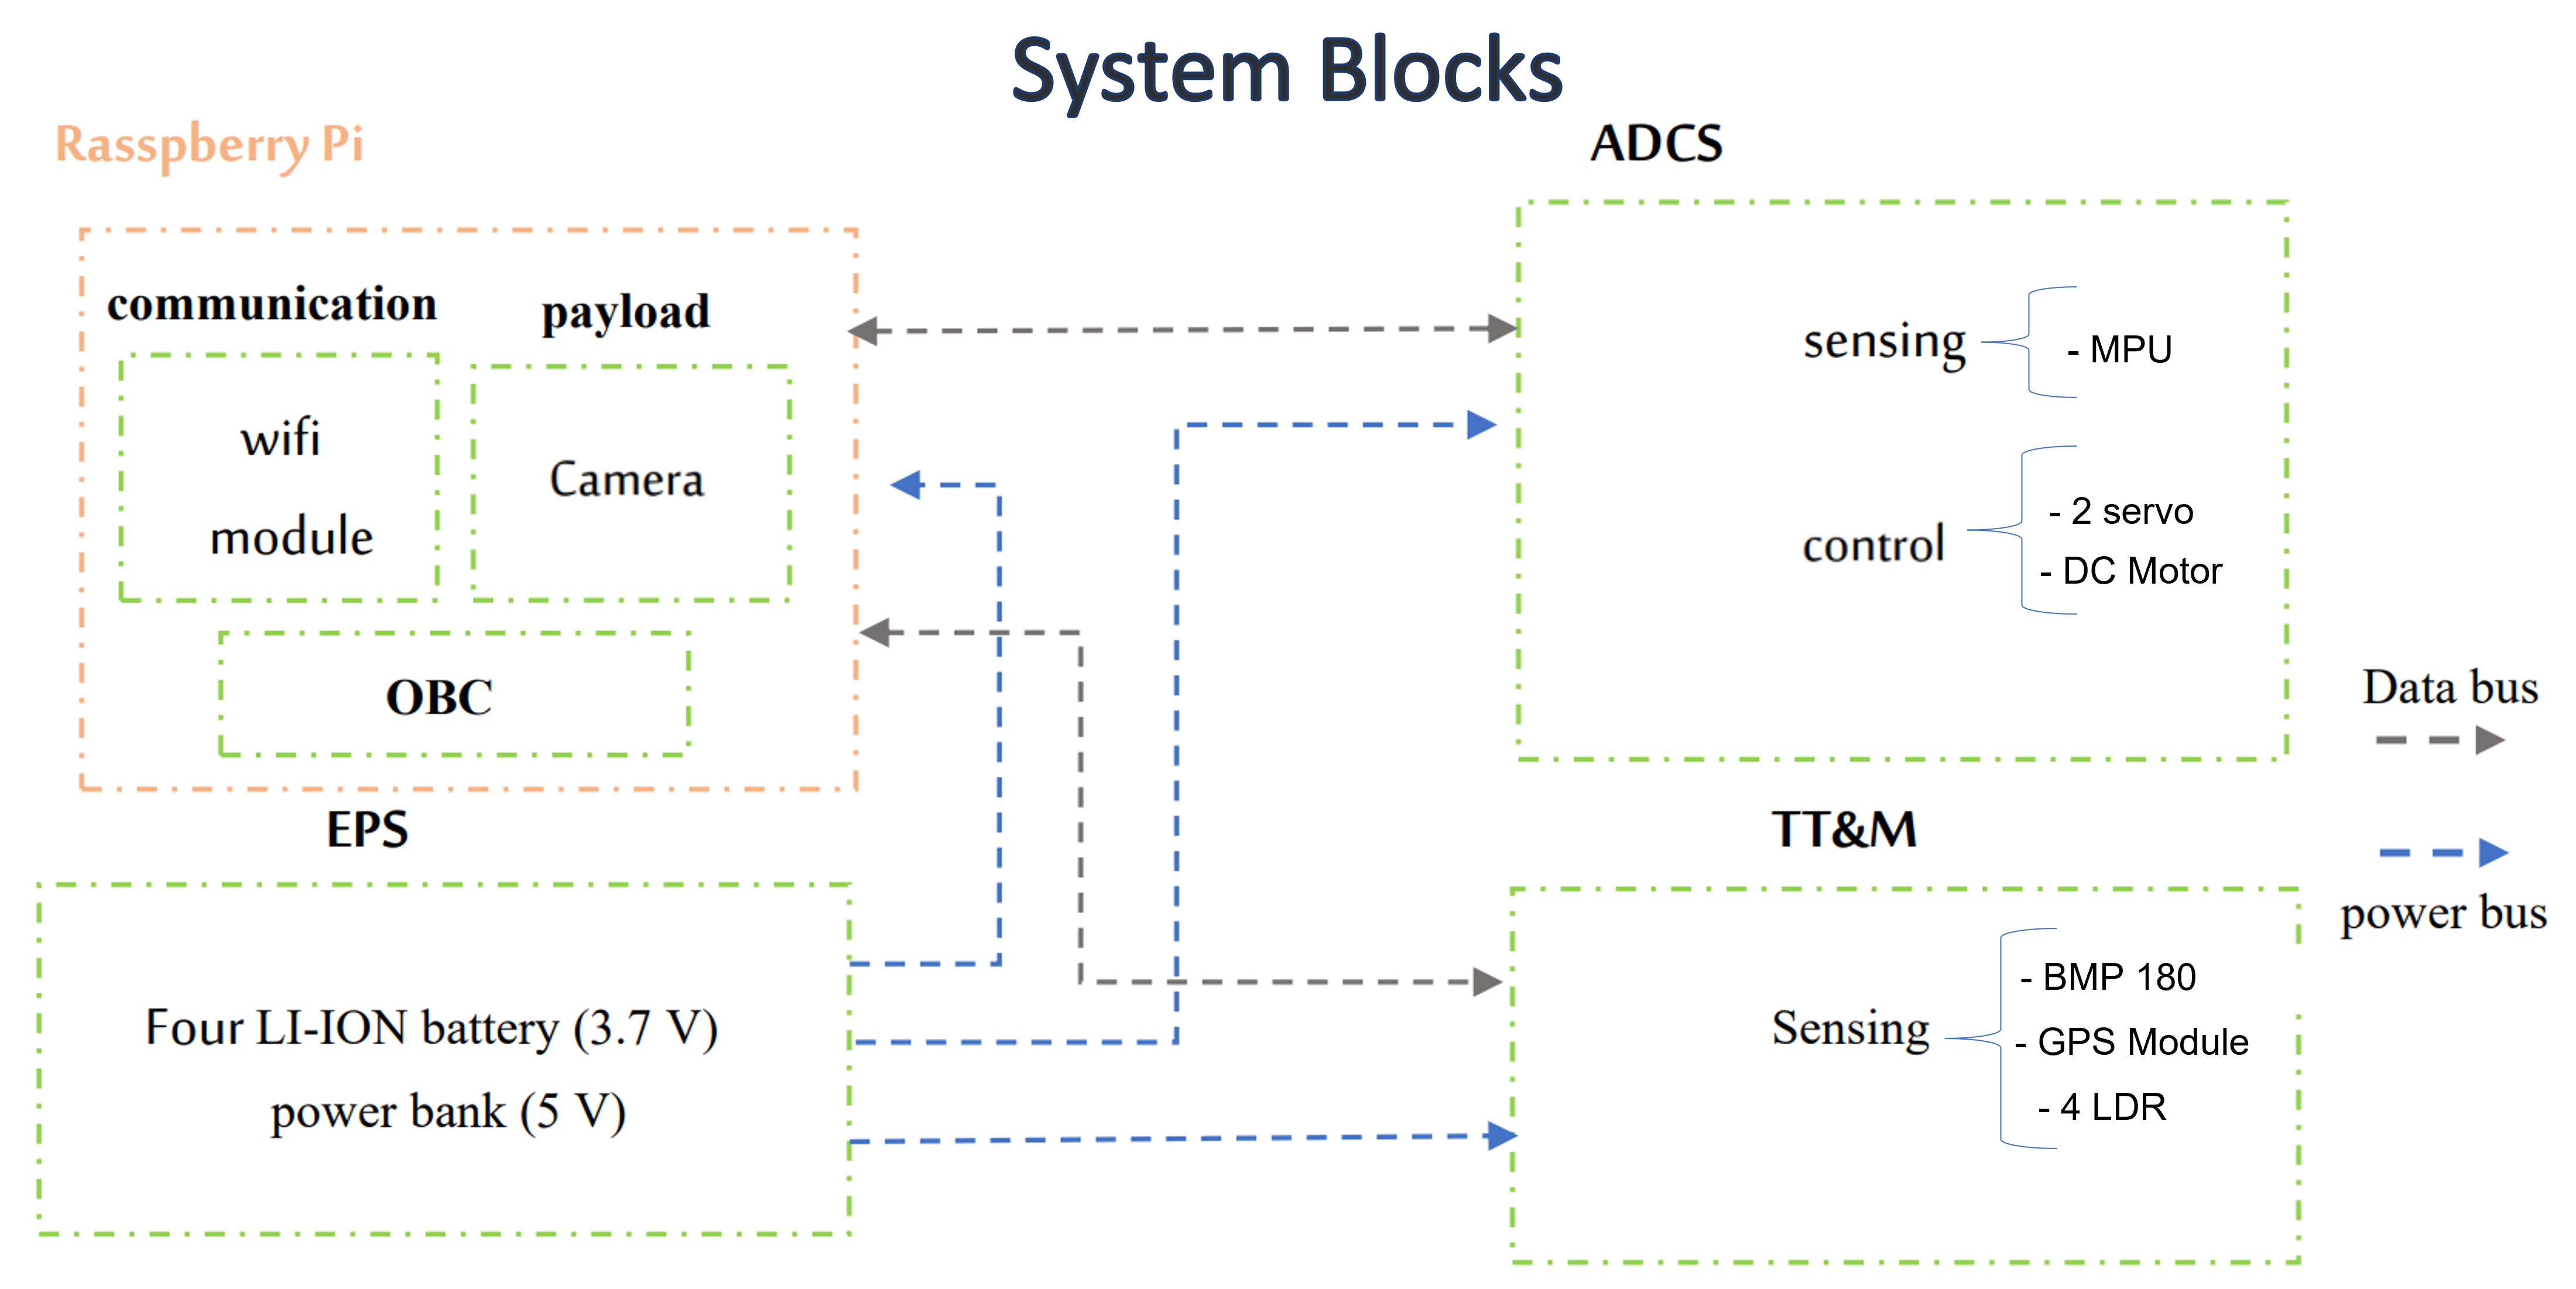 System Blocks
Rasspberry Pi
communication
payload
wifi
module
Camera
OBC
ADCS
sensing
- MPU
control
- 2 servo
- DC Motor
EPS
Four LI-ION battery (3.7 V)
power bank (5 V)
TT&M
Sensing
- BMP 180
- GPS Module
- 4 LDR
Data bus
power bus